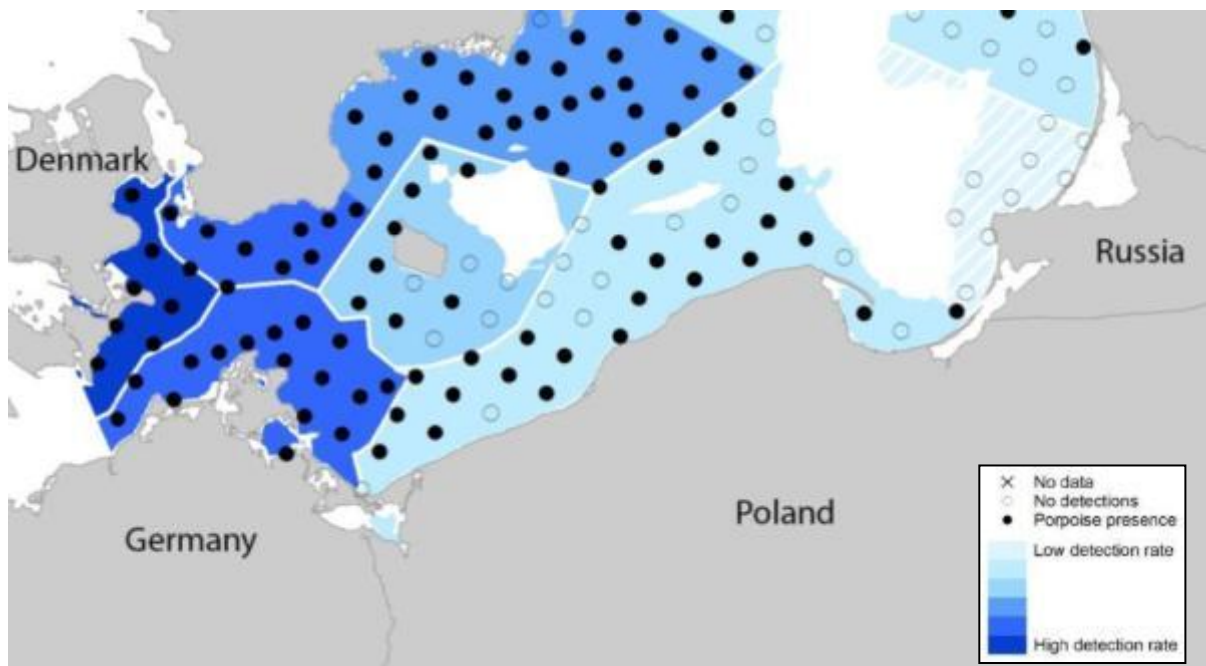 Denmark
Russia
Poland
Germany
No data
No detections
Porpoise presence
Low detection rate
High detection rate